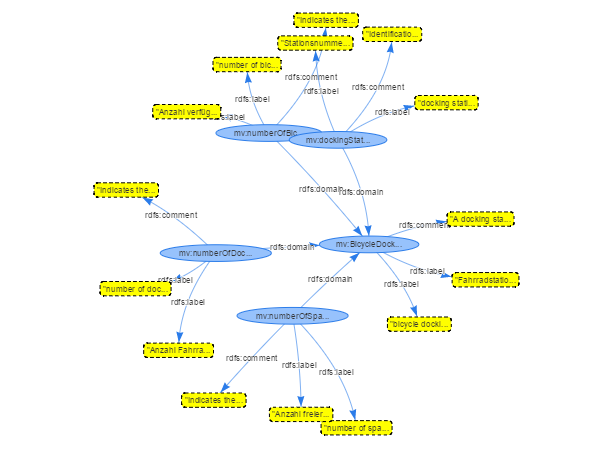 "Indicates the...
"Identificatio...
"Stationsnumme...
"number of bic...
rdfs:comment
rdfs:comment
rdfs:label
rdfs:label
"docking stati...
"Anzahl verfüg...
rdfs:label
mv:numberOfBic
mv:dockingStat...
"Indicates the...
rdfs:domain
rdfs:domain
rdfs:comment
"A docking sta...
rdfs:comment
mv:numberOfDoc...
rdfs:domain
mv:BicycleDock...
rdfs:label
rdfs:label
rdfs:domain
rdfs:label
"Fahrradstatio...
"number of doc...
rdfs:label
mv:numberOfSpa...
"bicycle docki...
"Anzahl Fahrra...
rdfs:comment
rdfs:label
rdfs:label
"Indicates the...
"Anzahl freier...
"number of spa...